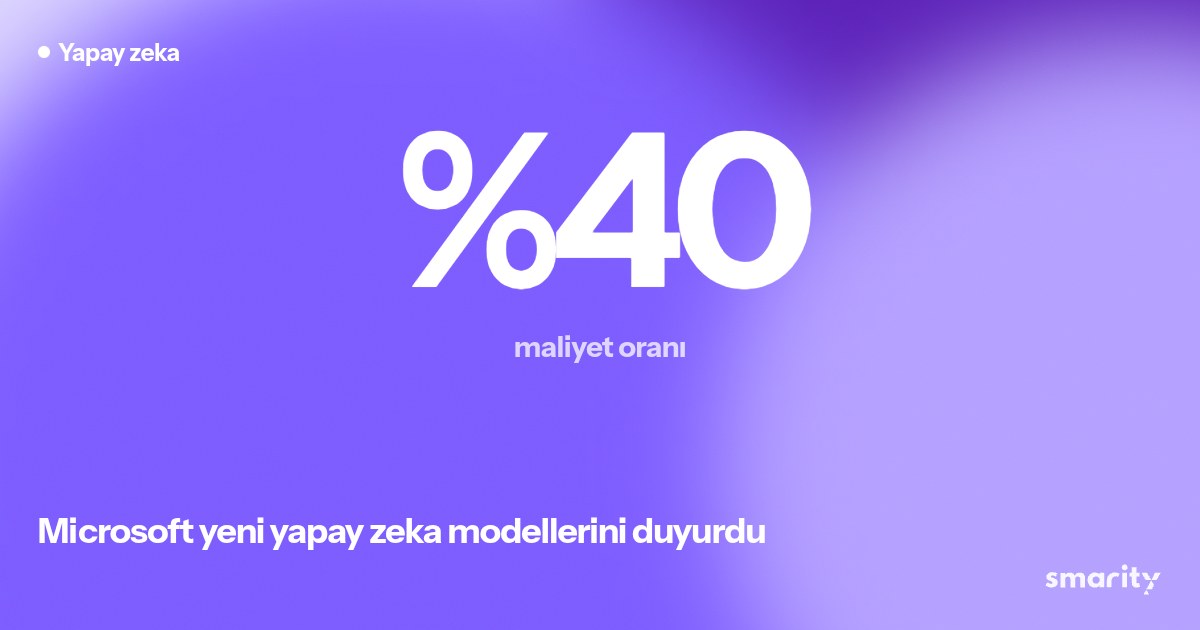 Yapay zeka
%40
maliyet oranı
Microsoft yeni yapay zeka modellerini duyurdu
smarity